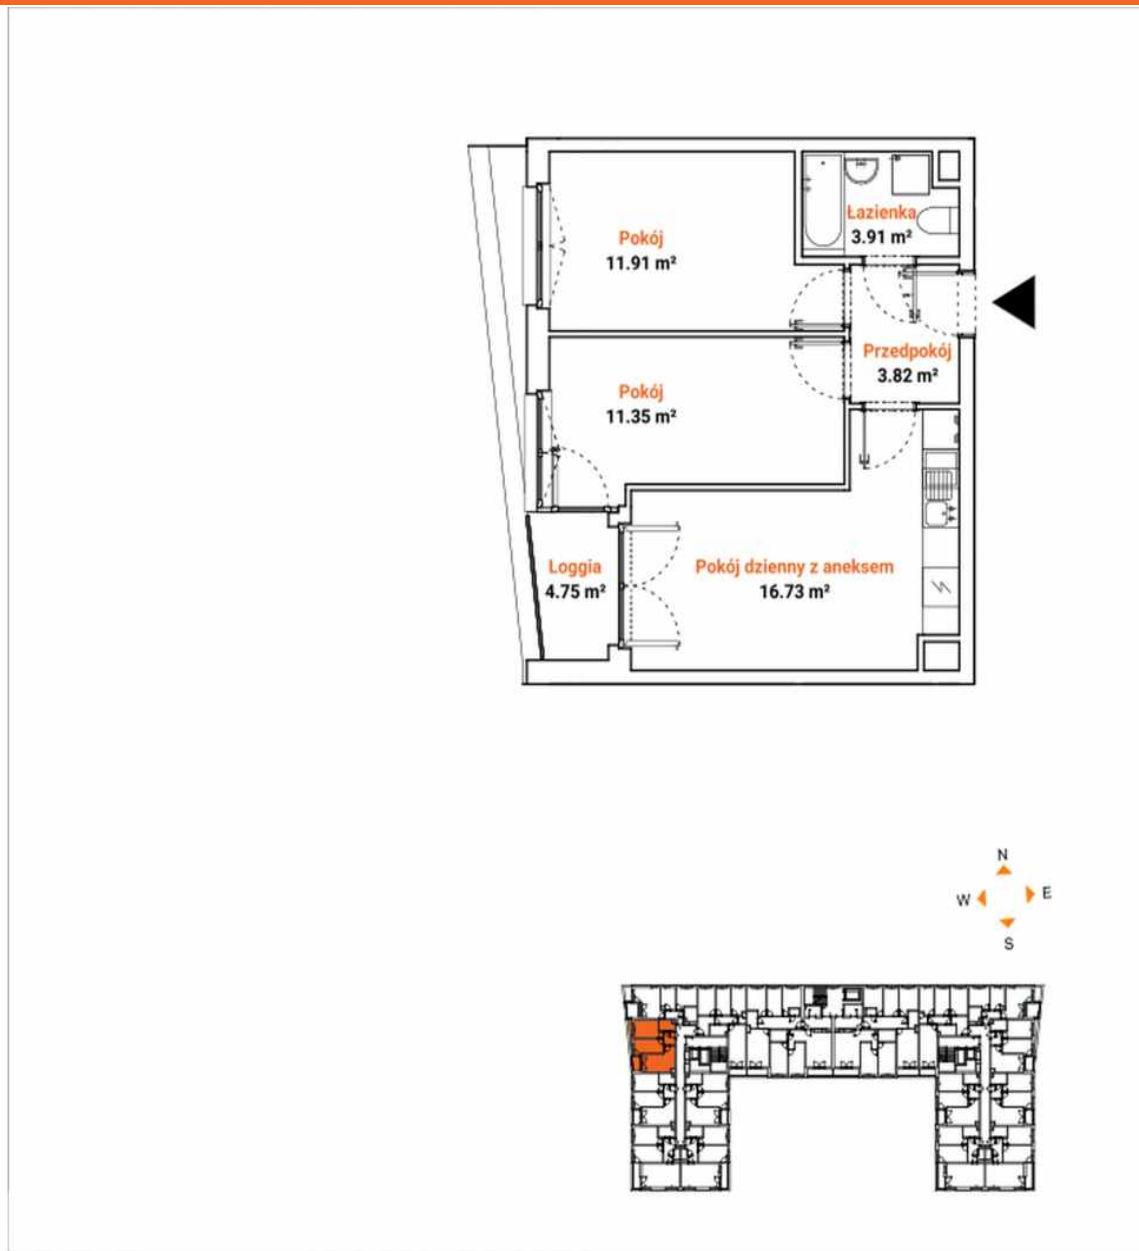 Łazienka
3.91 m²
Pokój
11.91 m²
Przedpokój
3.82 m²
Pokój
11.35 m²
Loggia
4.75 m²
Pokój dzienny z aneksem
16.73 m²
N
W
E
S